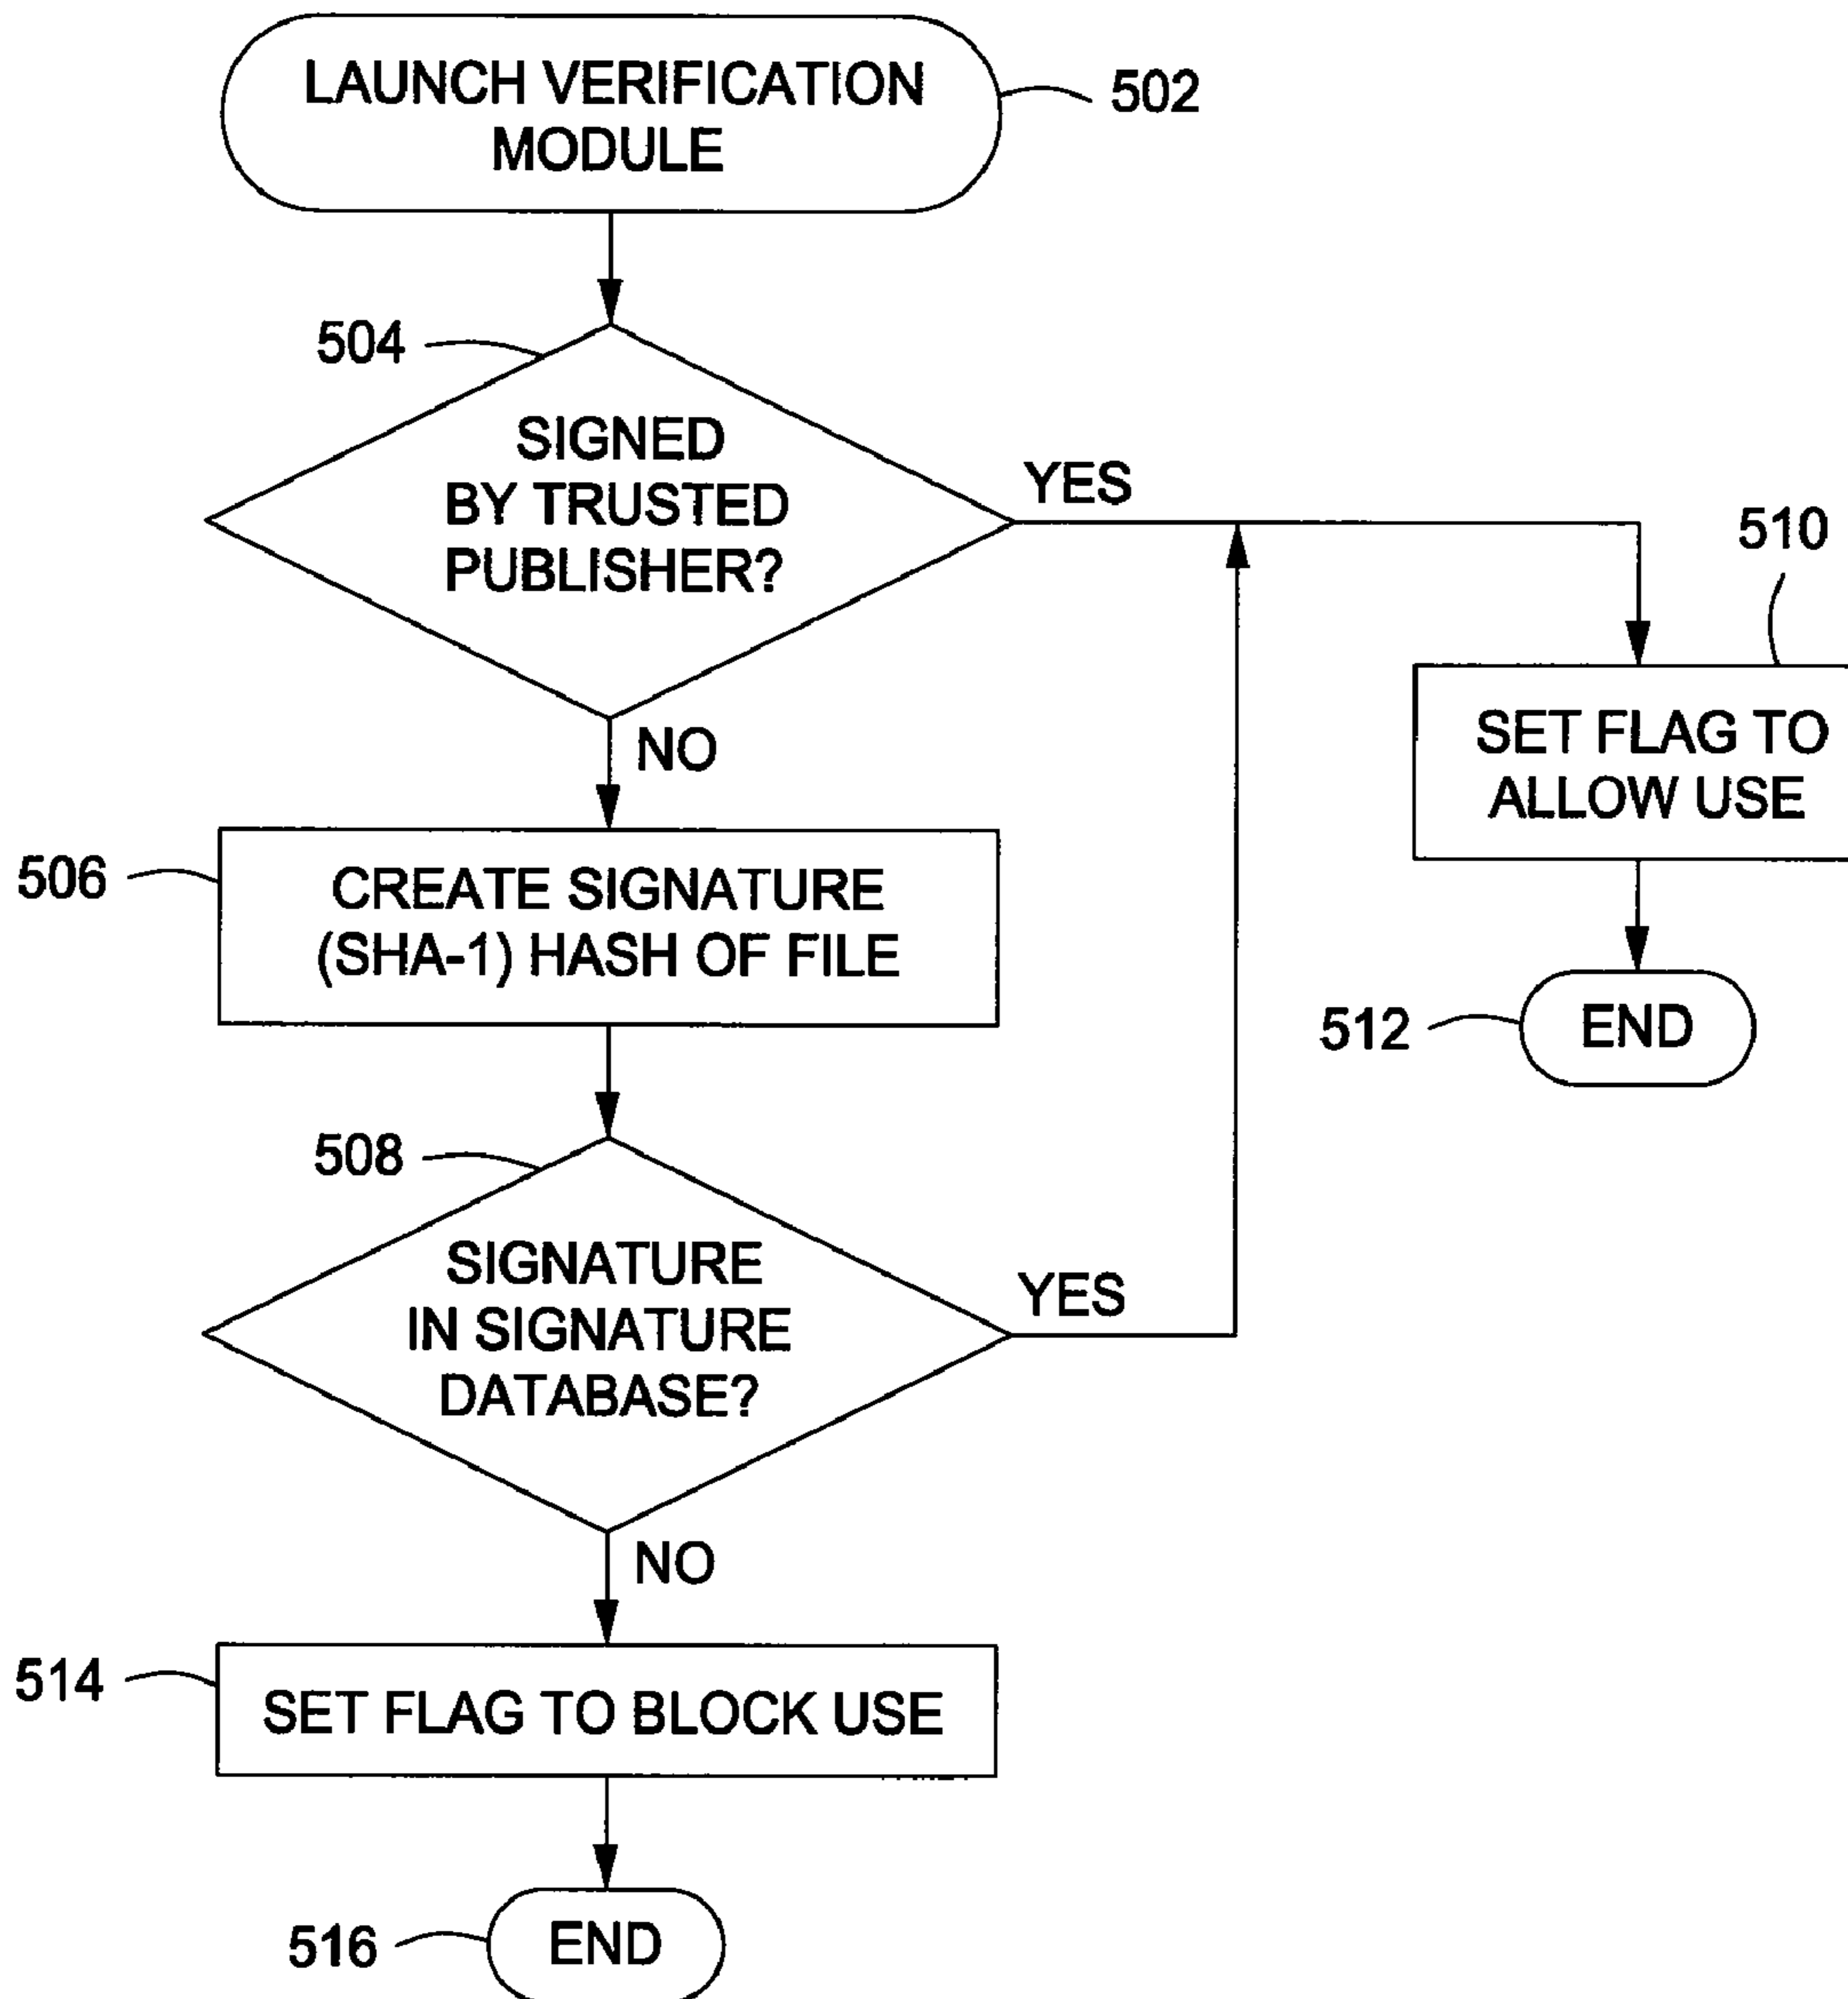 LAUNCH VERIFICATION
MODULE
502
504
SIGNED
BY TRUSTED
PUBLISHER?
YES
510
NO
SET FLAG TO
ALLOW USE
506
CREATE SIGNATURE
(SHA-1) HASH OF FILE
512
END
508
SIGNATURE
IN SIGNATURE
DATABASE?
YES
NO
514
SET FLAG TO BLOCK USE
516
END